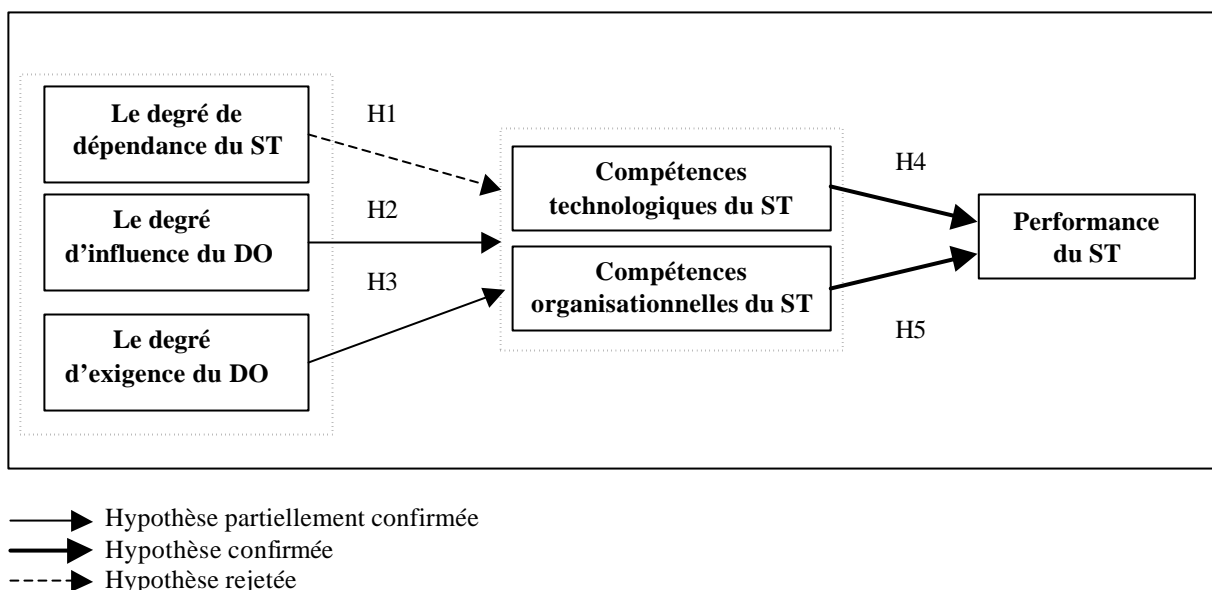 Le degré de
dépendance du ST
H1
Le degré
d'influence du DO
H2
Le degré
d'exigence du DO
H3
Compétences
technologiques du ST
Compétences
organisationnelles du ST
H4
H5
Performance
du ST
Hypothèse partiellement confirmée
Hypothèse confirmée
Hypothèse rejetée